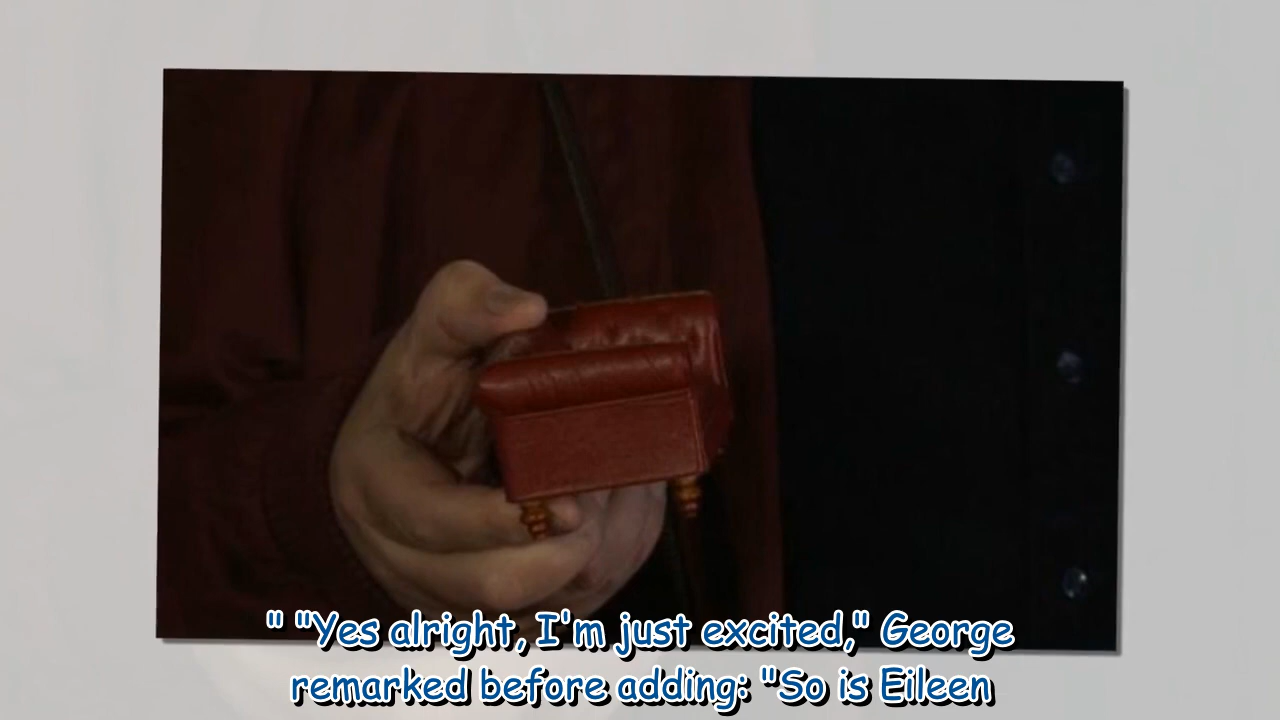 " "Yes alright, I'm just excited," George
remarked before adding: "So is Eileen